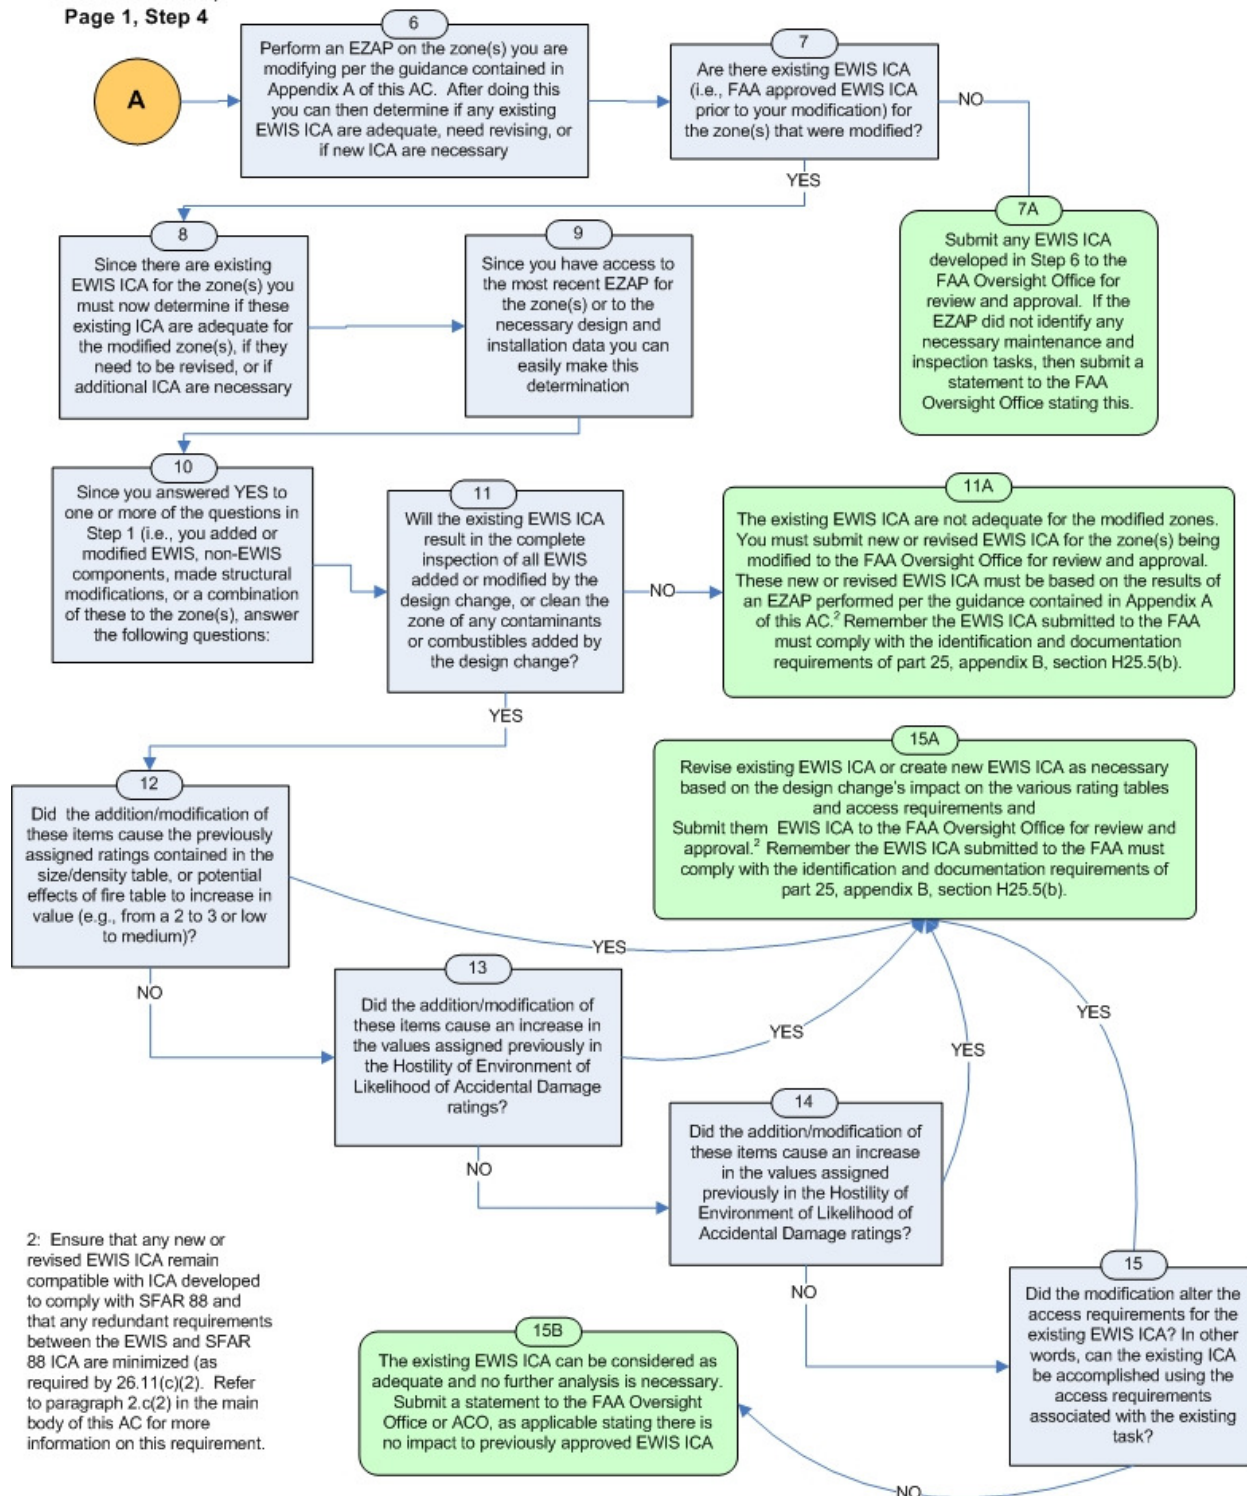 Page 1, Step 4
A
6
Perform an EZAP on the zone(s) you are
modifying per the guidance contained in
Appendix A of this AC. After doing this
you can then determine if any existing
EWIS ICA are adequate, need revising, or
if new ICA are necessary
7
Are there existing EWIS ICA
(i.e., FAA approved EWIS ICA
prior to your modification) for
the zone(s) that were modified?
NO
YES
7A
Submit any EWIS ICA
developed in Step 6 to the
FAA Oversight Office for
review and approval. If the
EZAP did not identify any
necessary maintenance and
inspection tasks, then submit a
statement to the FAA
Oversight Office stating this.
8
Since there are existing
EWIS ICA for the zone(s) you
must now determine if these
existing ICA are adequate for
the modified zone(s), if they
need to be revised, or if
additional ICA are necessary
9
Since you have access to
the most recent EZAP for
the zone(s) or to the
necessary design and
installation data you can
easily make this
determination
10
Since you answered YES to
one or more of the questions in
Step 1 (i.e., you added or
modified EWIS, non-EWIS
components, made structural
modifications, or a combination
of these to the zone(s), answer
the following questions:
11
Will the existing EWIS ICA
result in the complete
inspection of all EWIS
added or modified by the
design change, or clean the
zone of any contaminants
or combustibles added by
the design change?
NO
YES
11A
The existing EWIS ICA are not adequate for the modified zones.
You must submit new or revised EWIS ICA for the zone(s) being
modified to the FAA Oversight Office for review and approval.
These new or revised EWIS ICA must be based on the results of
an EZAP performed per the guidance contained in Appendix A
of this AC.² Remember the EWIS ICA submitted to the FAA
must comply with the identification and documentation
requirements of part 25, appendix B, section H25.5(b).
12
Did the addition/modification of
these items cause the previously
assigned ratings contained in the
size/density table, or potential
effects of fire table to increase in
value (e.g., from a 2 to 3 or low
to medium)?
YES
NO
15A
Revise existing EWIS ICA or create new EWIS ICA as necessary
based on the design change's impact on the various rating tables
and access requirements and
Submit them EWIS ICA to the FAA Oversight Office for review and
approval.² Remember the EWIS ICA submitted to the FAA must
comply with the identification and documentation requirements of
part 25, appendix B, section H25.5(b).
13
Did the addition/modification of
these items cause an increase in
the values assigned previously in
the Hostility of Environment of
Likelihood of Accidental Damage
ratings?
YES
NO
14
Did the addition/modification of
these items cause an increase
in the values assigned
previously in the Hostility of
Environment of Likelihood of
Accidental Damage ratings?
YES
NO
15
Did the modification alter the
access requirements for the
existing EWIS ICA? In other
words, can the existing ICA
be accomplished using the
access requirements
associated with the existing
task?
YES
NO
15B
The existing EWIS ICA can be considered as
adequate and no further analysis is necessary.
Submit a statement to the FAA Oversight
Office or ACO, as applicable stating there is
no impact to previously approved EWIS ICA
2: Ensure that any new or
revised EWIS ICA remain
compatible with ICA developed
to comply with SFAR 88 and
that any redundant requirements
between the EWIS and SFAR
88 ICA are minimized (as
required by 26.11(c)(2). Refer
to paragraph 2.c(2) in the main
body of this AC for more
information on this requirement.